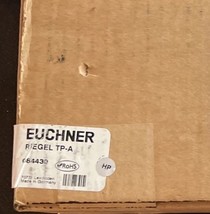 EUCHNER
RIEGEL TP-A
084430
RoHS
HP
Made in Germany